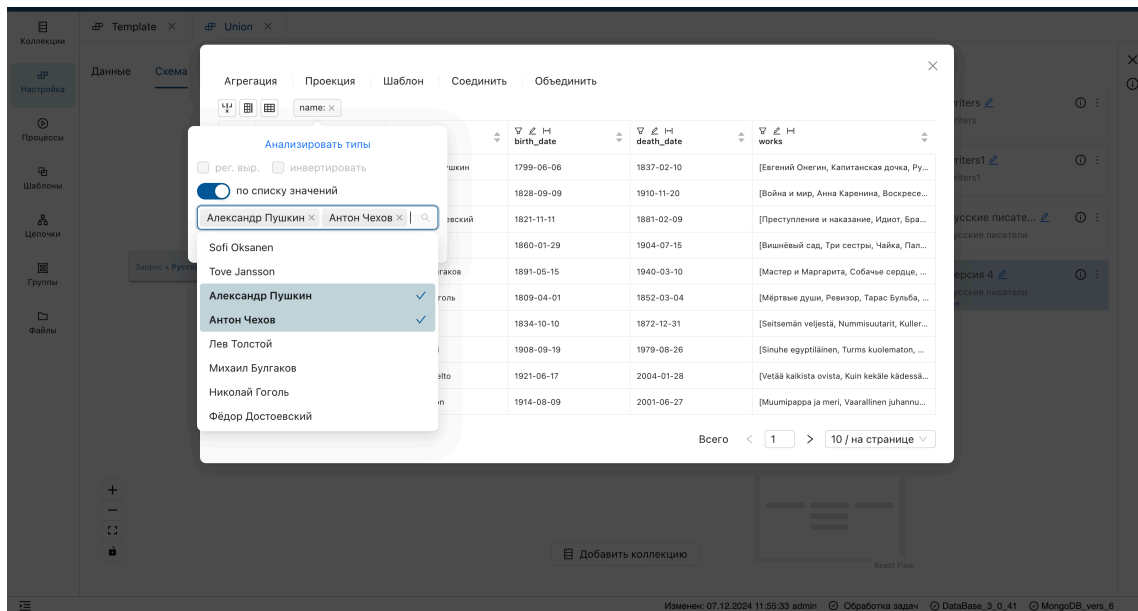 Template
Union
Коллекции
Настройка
Процессы
Шаблоны
Цепочки
Группы
Файлы
Данные
Схема
Агрегация
Проекция
Шаблон
Соединить
Объединить
name:
Анализировать типы
рег. выр.
инвертировать
по списку значений
Александр Пушкин
Антон Чехов
Sofi Oksanen
Tove Jansson
Александр Пушкин
Антон Чехов
Лев Толстой
Михаил Булгаков
Николай Гоголь
Фёдор Достоевский
birth_date death_date works
1799-06-06 1837-02-10 [Евгений Онегин, Капитанская дочка, Ру...
1828-09-09 1910-11-20 [Война и мир, Анна Каренина, Воскресе...
1821-11-11 1881-02-09 [Преступление и наказание, Идиот, Бра...
1860-01-29 1904-07-15 [Вишнёвый сад, Три сестры, Чайка, Пал...
1891-05-15 1940-03-10 [Мастер и Маргарита, Собачье сердце, ...
1809-04-01 1852-03-04 [Мёртвые души, Ревизор, Тарас Бульба, ...
1834-10-10 1872-12-31 [Seitsemän veljestä, Nummisuutarit, Kuller...
1908-09-19 1979-08-26 [Sinuhe egyptiläinen, Turms kuolematon, ...
1921-06-17 2004-01-28 [Vetää kaikista ovista, Kuin kekäle kädessä...
1914-08-09 2001-06-27 [Muumipappa ja meri, Vaarallinen juhannu...
Всего
1
10 / на странице
riters
riters
riters1
riters1
усские писате...
усские писатели
ерсия 4
усские писатели
Запрос к Русск
Добавить коллекцию
React Flow
Изменен: 07.12.2024 11:55:33 admin
Обработка задач
DataBase_3_0_41
MongoDB_vers_6